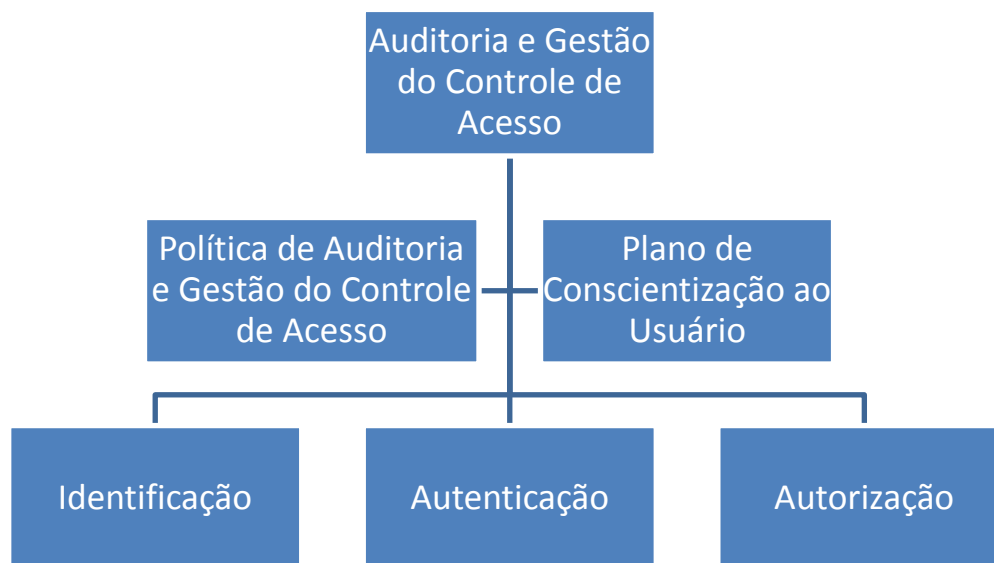 Auditoria e Gestão
do Controle de
Acesso
Política de Auditoria
e Gestão do Controle
de Acesso
Plano de
Conscientização ao
Usuário
Identificação
Autenticação
Autorização